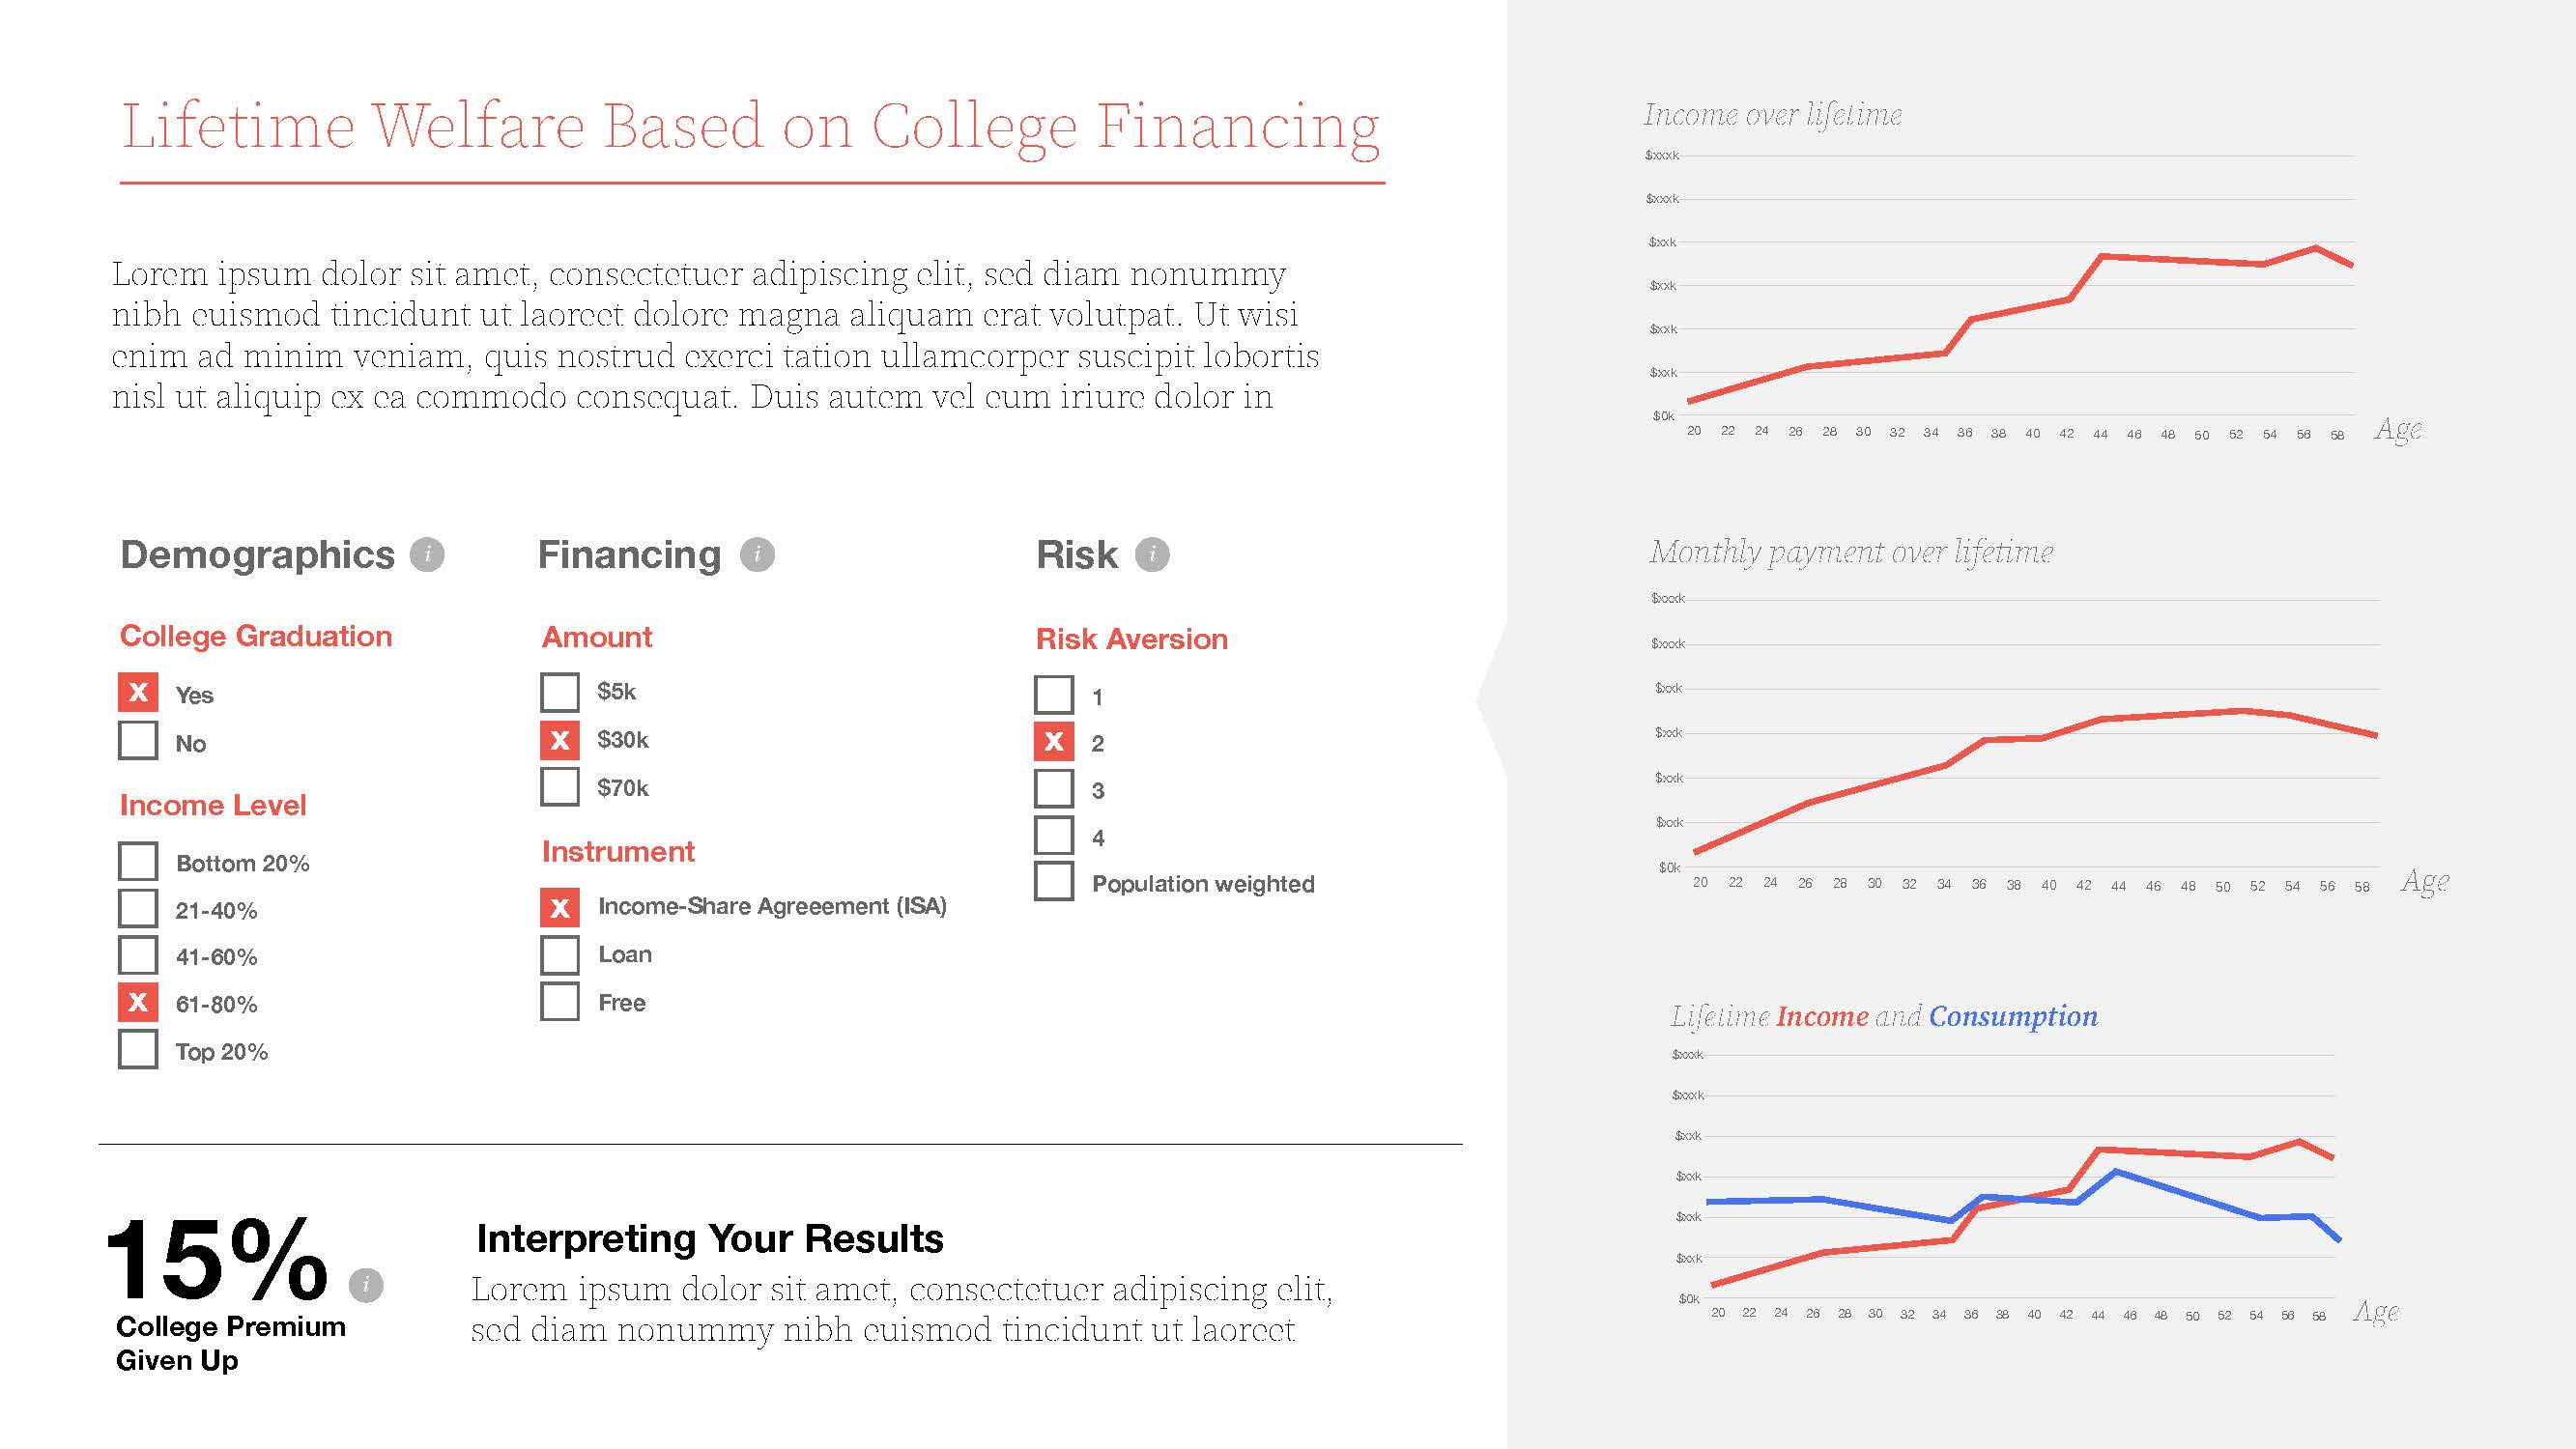 Lifetime Welfare Based on College Financing
Lorem ipsum dolor sit amet, consectetuer adipiscing elit, sed diam nonummy
nibh euismod tincidunt ut laoreet dolore magna aliquam erat volutpat. Ut wisi
enim ad minim veniam, quis nostrud exerci tation ullamcorper suscipit lobortis
nisl ut aliquip ex ea commodo consequat. Duis autem vel eum iriure dolor in
Demographics i
College Graduation
X Yes
No
Income Level
Bottom 20%
21-40%
41-60%
X 61-80%
Top 20%
Financing i
Amount
$5k
X $30k
$70k
Instrument
X Income-Share Agreeement (ISA)
Loan
Free
Risk i
Risk Aversion
1
X 2
3
4
Population weighted
15% i
College Premium
Given Up
Interpreting Your Results
Lorem ipsum dolor sit amet, consectetuer adipiscing elit,
sed diam nonummy nibh euismod tincidunt ut laoreet
Income over lifetime
$xxxk
$xxxk
$xxk
$xxk
$xxk
$xxk
$0k
20 22 24 26 28 30 32 34 36 38 40 42 44 46 48 50 52 54 56 58 Age
Monthly payment over lifetime
$xxxk
$xxxk
$xxk
$xxk
$xxk
$xxk
$0k
20 22 24 26 28 30 32 34 36 38 40 42 44 46 48 50 52 54 56 58 Age
Lifetime Income and Consumption
$xxxk
$xxxk
$xxk
$xxk
$xxk
$xxk
$0k
20 22 24 26 28 30 32 34 36 38 40 42 44 46 48 50 52 54 56 58 Age